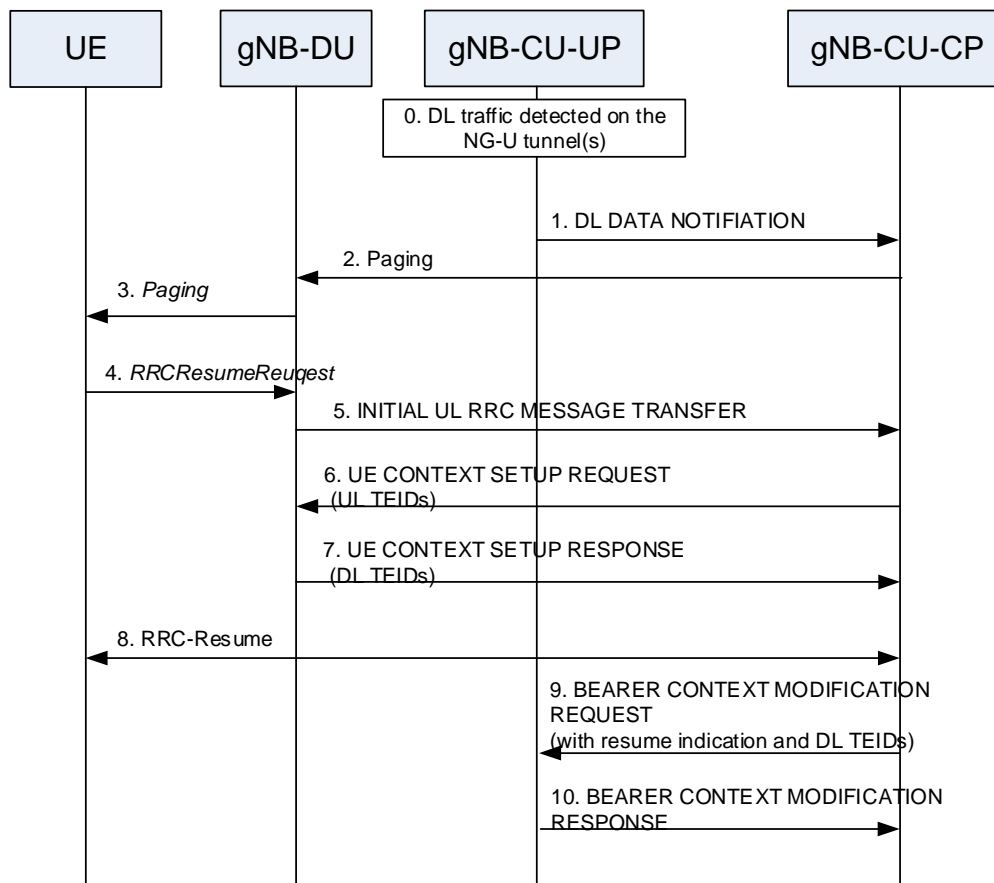 UE
gNB-DU
gNB-CU-UP
gNB-CU-CP
0. DL traffic detected on the
NG-U tunnel(s)
1. DL DATA NOTIFIATION
2. Paging
3. Paging
4. RRCResumeReuqest
5. INITIAL UL RRC MESSAGE TRANSFER
6. UE CONTEXT SETUP REQUEST
(UL TEIDs)
7. UE CONTEXT SETUP RESPONSE
(DL TEIDs)
8. RRC-Resume
9. BEARER CONTEXT MODIFICATION
REQUEST
(with resume indication and DL TEIDs)
10. BEARER CONTEXT MODIFICATION
RESPONSE